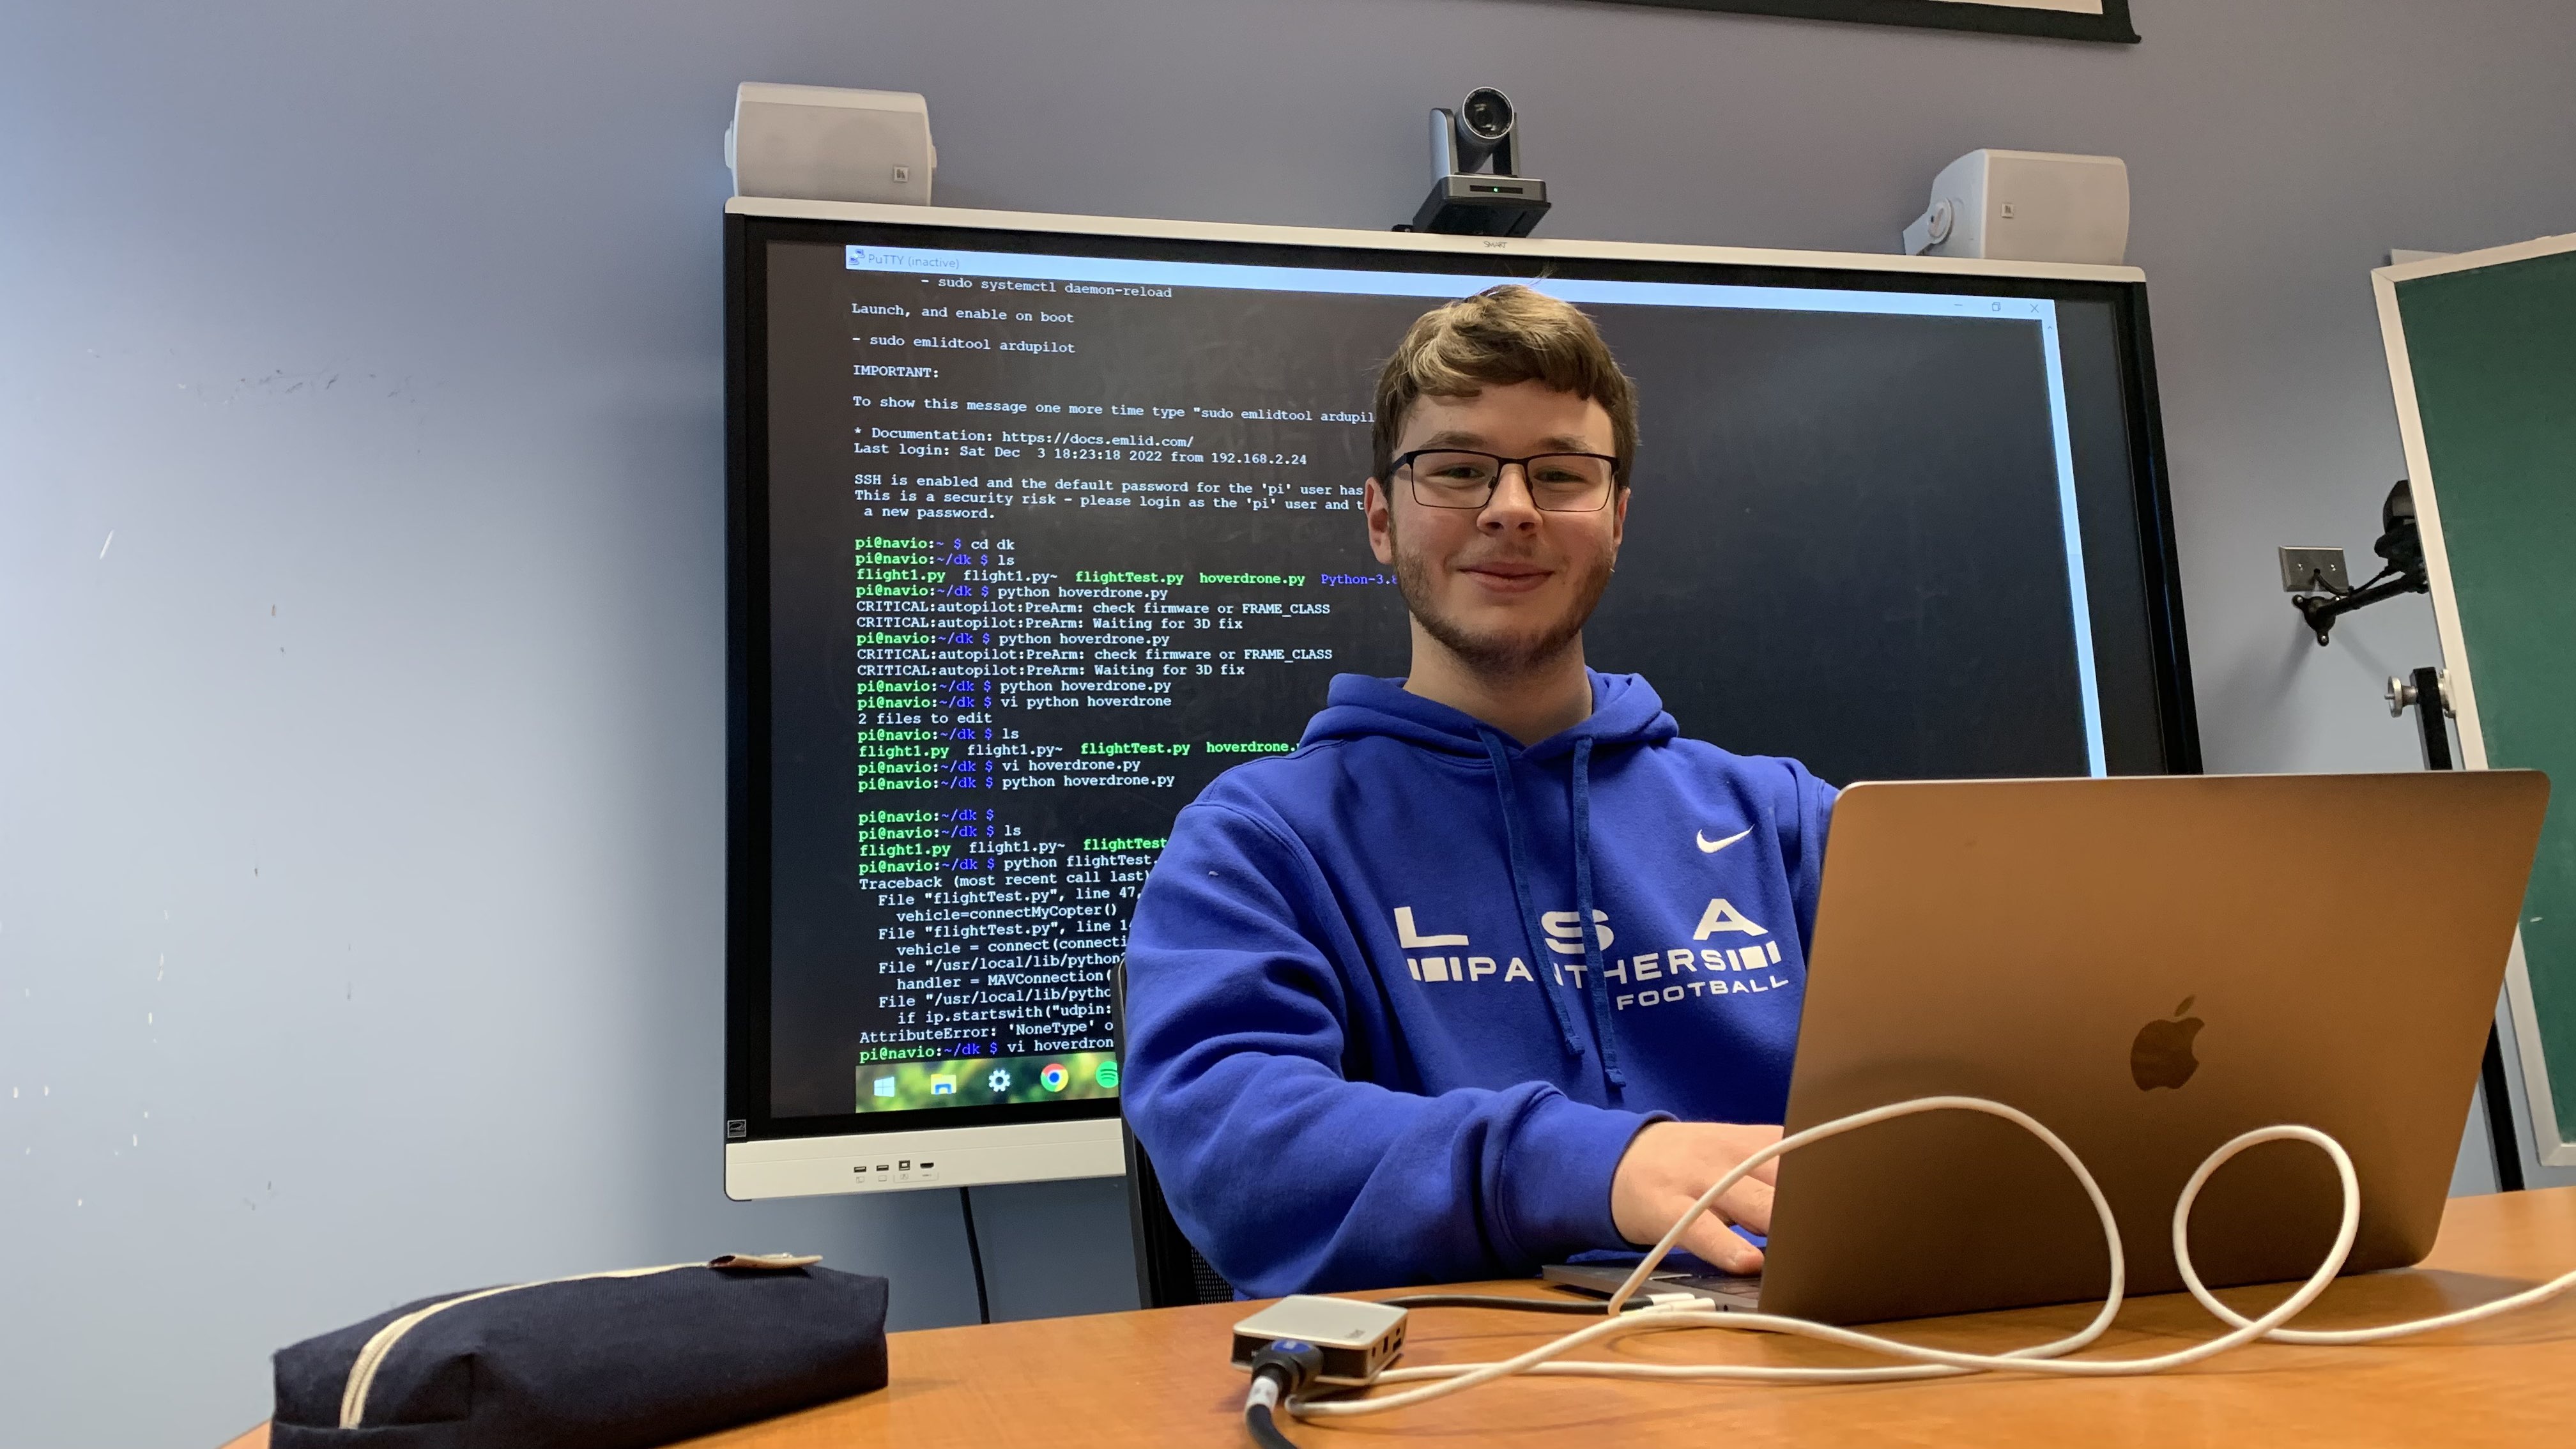 SMART
PuTTY (inactive)
- sudo systemctl daemon-reload
Launch, and enable on boot
- sudo emlidtool ardupilot
IMPORTANT:
To show this message one more time type "sudo emlidtool ardupil
* Documentation: https://docs.emlid.com/
Last login: Sat Dec  3 18:23:18 2022 from 192.168.2.24
SSH is enabled and the default password for the 'pi' user has
This is a security risk - please login as the 'pi' user and t
a new password.
pi@navio:~ $ cd dk
pi@navio:~/dk $ ls
flight1.py  flight1.py~  flightTest.py  hoverdrone.py  Python-3.8
pi@navio:~/dk $ python hoverdrone.py
CRITICAL:autopilot:PreArm: check firmware or FRAME_CLASS
CRITICAL:autopilot:PreArm: Waiting for 3D fix
pi@navio:~/dk $ python hoverdrone.py
CRITICAL:autopilot:PreArm: check firmware or FRAME_CLASS
CRITICAL:autopilot:PreArm: Waiting for 3D fix
pi@navio:~/dk $ python hoverdrone.py
pi@navio:~/dk $ vi python hoverdrone
2 files to edit
pi@navio:~/dk $ ls
flight1.py  flight1.py~  flightTest.py  hoverdrone.
pi@navio:~/dk $ vi hoverdrone.py
pi@navio:~/dk $ python hoverdrone.py
pi@navio:~/dk $
pi@navio:~/dk $ ls
flight1.py  flight1.py~  flightTest
pi@navio:~/dk $ python flightTest.
Traceback (most recent call last)
File "flightTest.py", line 47,
vehicle=connectMyCopter()
File "flightTest.py", line 1
vehicle = connect(connecti
File "/usr/local/lib/python
handler = MAVConnection(
File "/usr/local/lib/pytho
if ip.startswith("udpin:
AttributeError: 'NoneType' o
pi@navio:~/dk $ vi hoverdron
L S A
PANTHERS
FOOTBALL